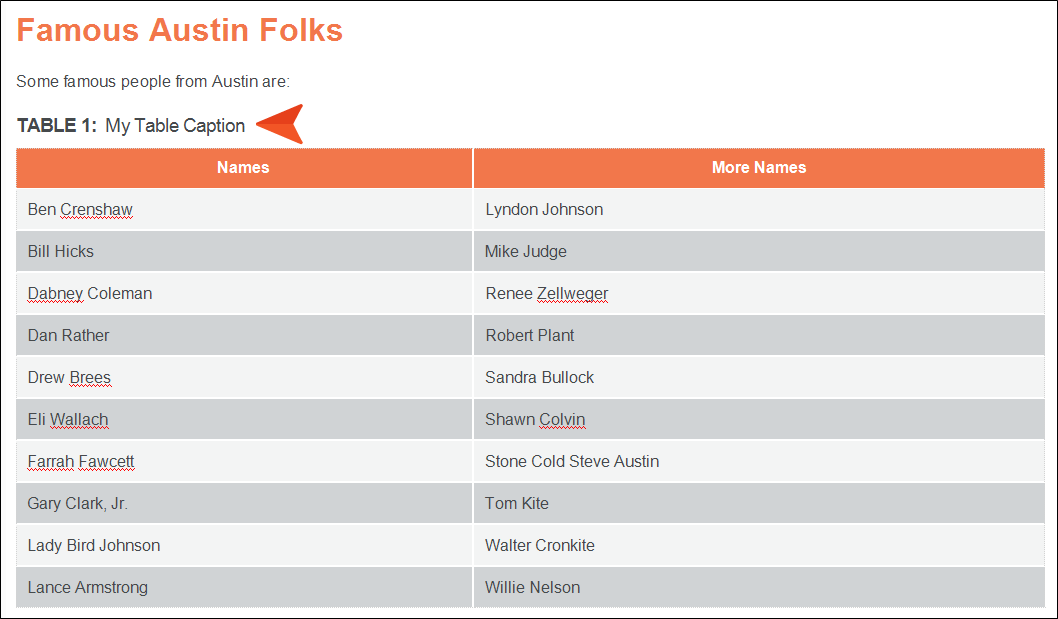 Famous Austin Folks
Some famous people from Austin are:
TABLE 1: My Table Caption
Names More Names
Ben Crenshaw Lyndon Johnson
Bill Hicks Mike Judge
Dabney Coleman Renee Zellweger
Dan Rather Robert Plant
Drew Brees Sandra Bullock
Eli Wallach Shawn Colvin
Farrah Fawcett Stone Cold Steve Austin
Gary Clark, Jr. Tom Kite
Lady Bird Johnson Walter Cronkite
Lance Armstrong Willie Nelson